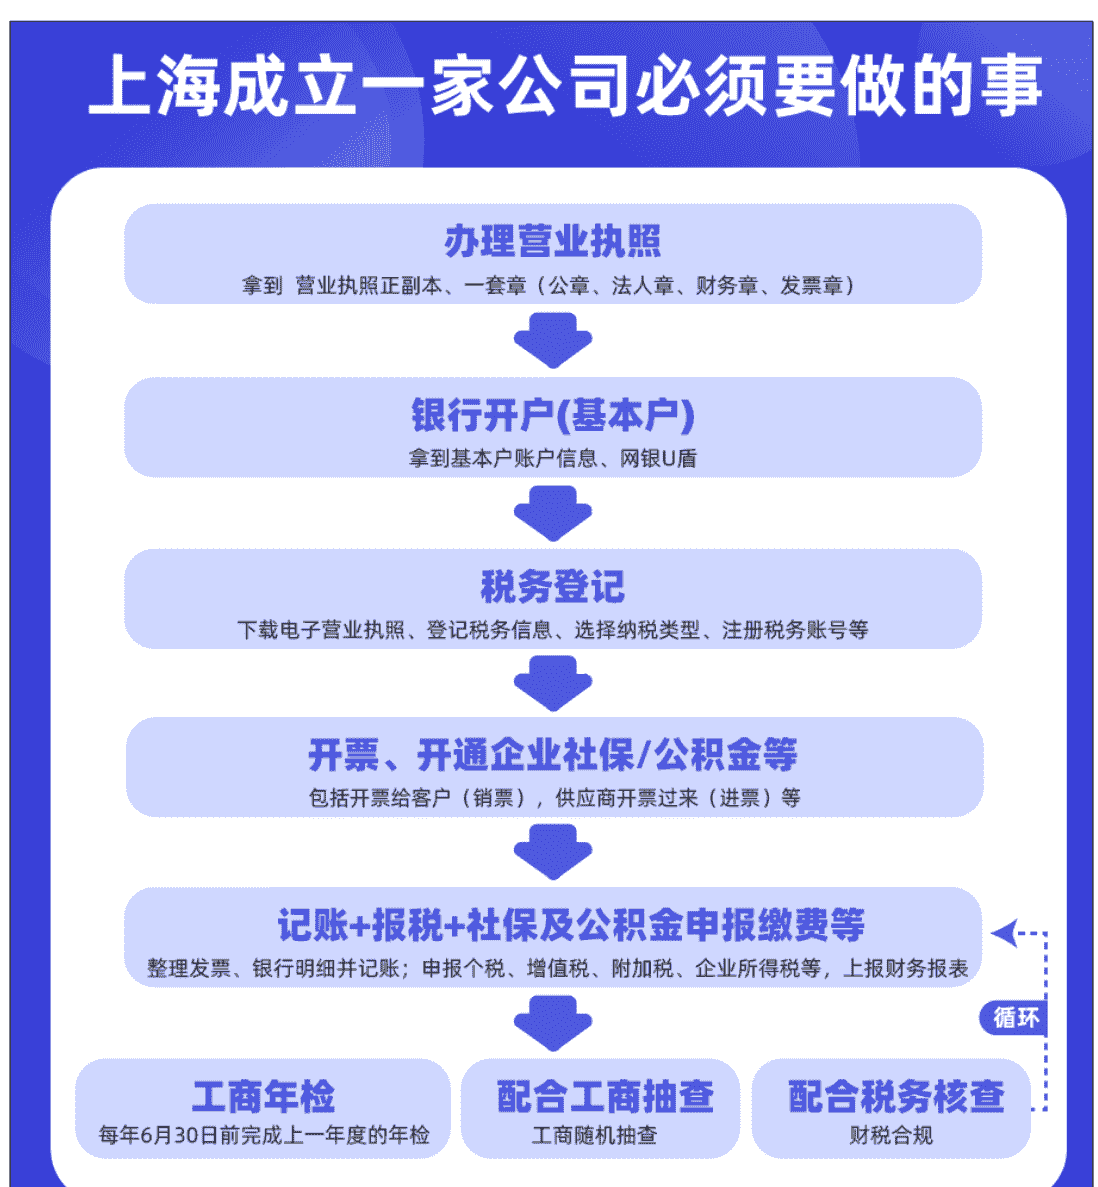 上海成立一家公司必须要做的事
办理营业执照
拿到 营业执照正副本、一套章（公章、法人章、财务章、发票章）
银行开户(基本户)
拿到基本户账户信息、网银U盾
税务登记
下载电子营业执照、登记税务信息、选择纳税类型、注册税务账号等
开票、开通企业社保/公积金等
包括开票给客户（销票），供应商开票过来（进票）等
记账+报税+社保及公积金申报缴费等
整理发票、银行明细并记账；申报个税、增值税、附加税、企业所得税等，上报财务报表
循环
工商年检
每年6月30日前完成上一年度的年检
配合工商抽查
工商随机抽查
配合税务核查
财税合规